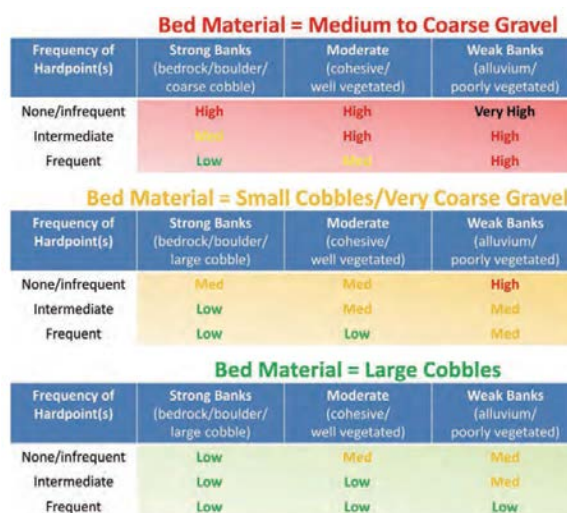 Bed Material = Medium to Coarse Gravel
Frequency of Hardpoint(s) Strong Banks (bedrock/boulder/ coarse cobble) Moderate (cohesive/ well vegetated) Weak Banks (alluvium/ poorly vegetated)
None/infrequent High High Very High
Intermediate Med High High
Frequent Low Med High
Bed Material = Small Cobbles/Very Coarse Gravel
Frequency of Hardpoint(s) Strong Banks (bedrock/boulder/ large cobble) Moderate (cohesive/ well vegetated) Weak Banks (alluvium/ poorly vegetated)
None/infrequent Med Med High
Intermediate Low Med Med
Frequent Low Low Med
Bed Material = Large Cobbles
Frequency of Hardpoint(s) Strong Banks (bedrock/boulder/ large cobble) Moderate (cohesive/ well vegetated) Weak Banks (alluvium/ poorly vegetated)
None/infrequent Low Med Med
Intermediate Low Low Med
Frequent Low Low Low